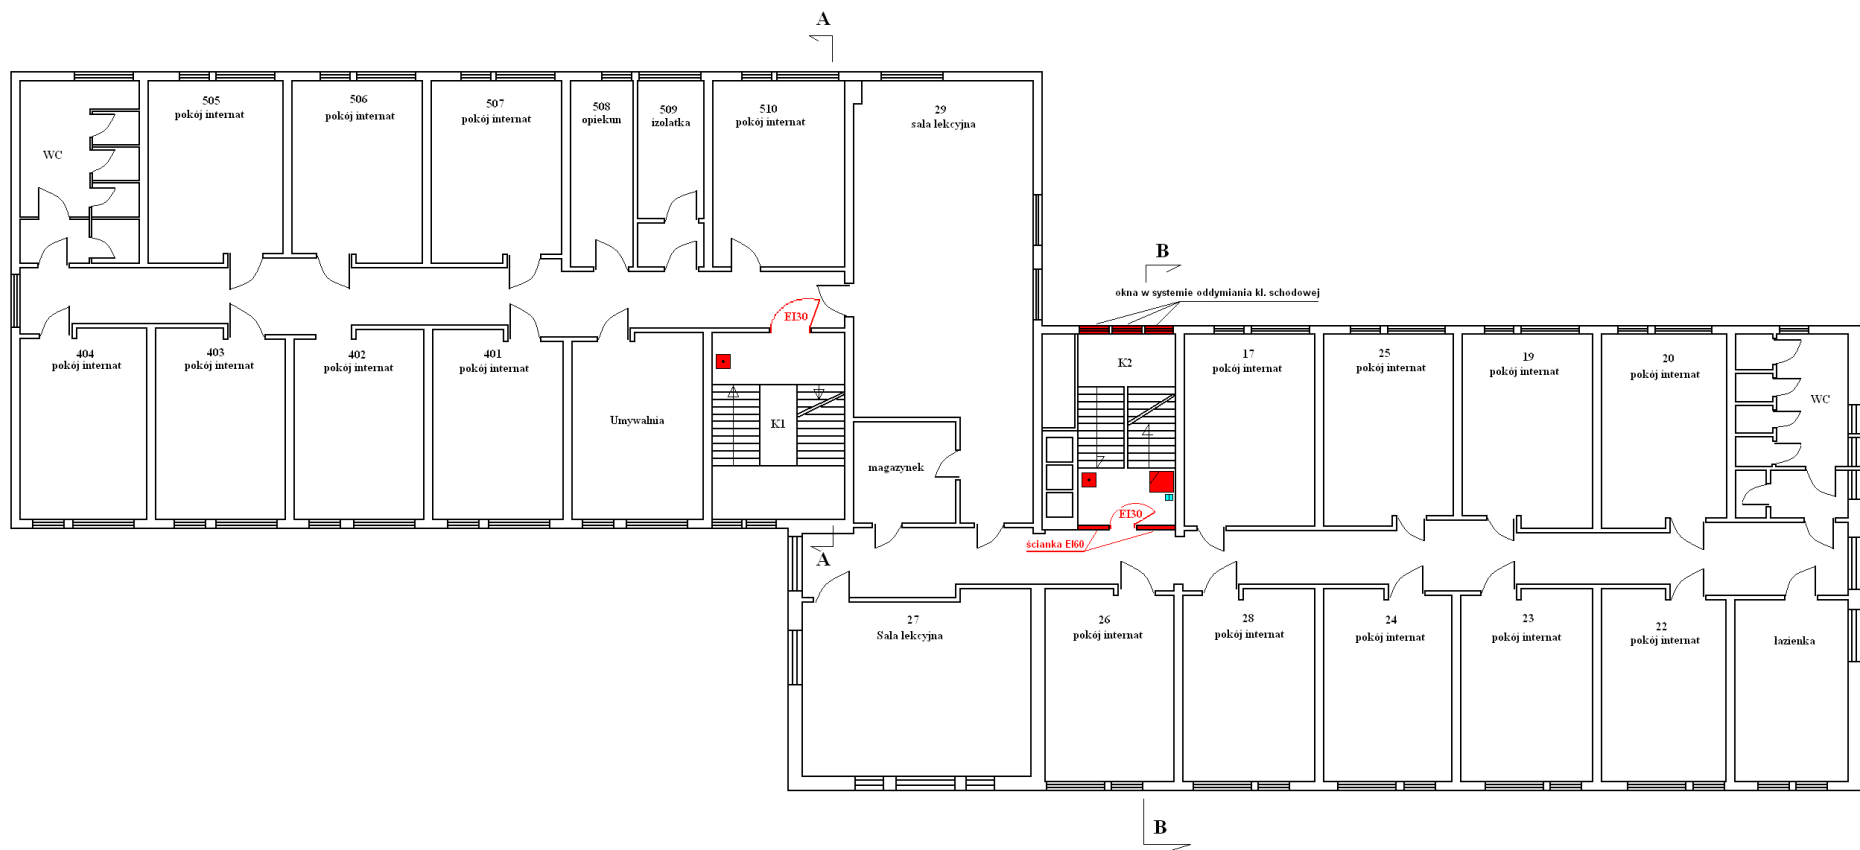 A
505
pokój internat
506
pokój internat
507
pokój internat
508
opiekun
509
izolatka
510
pokój internat
29
sala lekcyjna
WC
B
okna w systemie oddymiania kl. schodowej
EI30
404
pokój internat
403
pokój internat
402
pokój internat
401
pokój internat
Umywalnia
K1
magazynek
K2
17
pokój internat
25
pokój internat
19
pokój internat
20
pokój internat
WC
EI30
ścianka EI60
A
27
Sala lekcyjna
26
pokój internat
28
pokój internat
24
pokój internat
23
pokój internat
22
pokój internat
łazienka
B